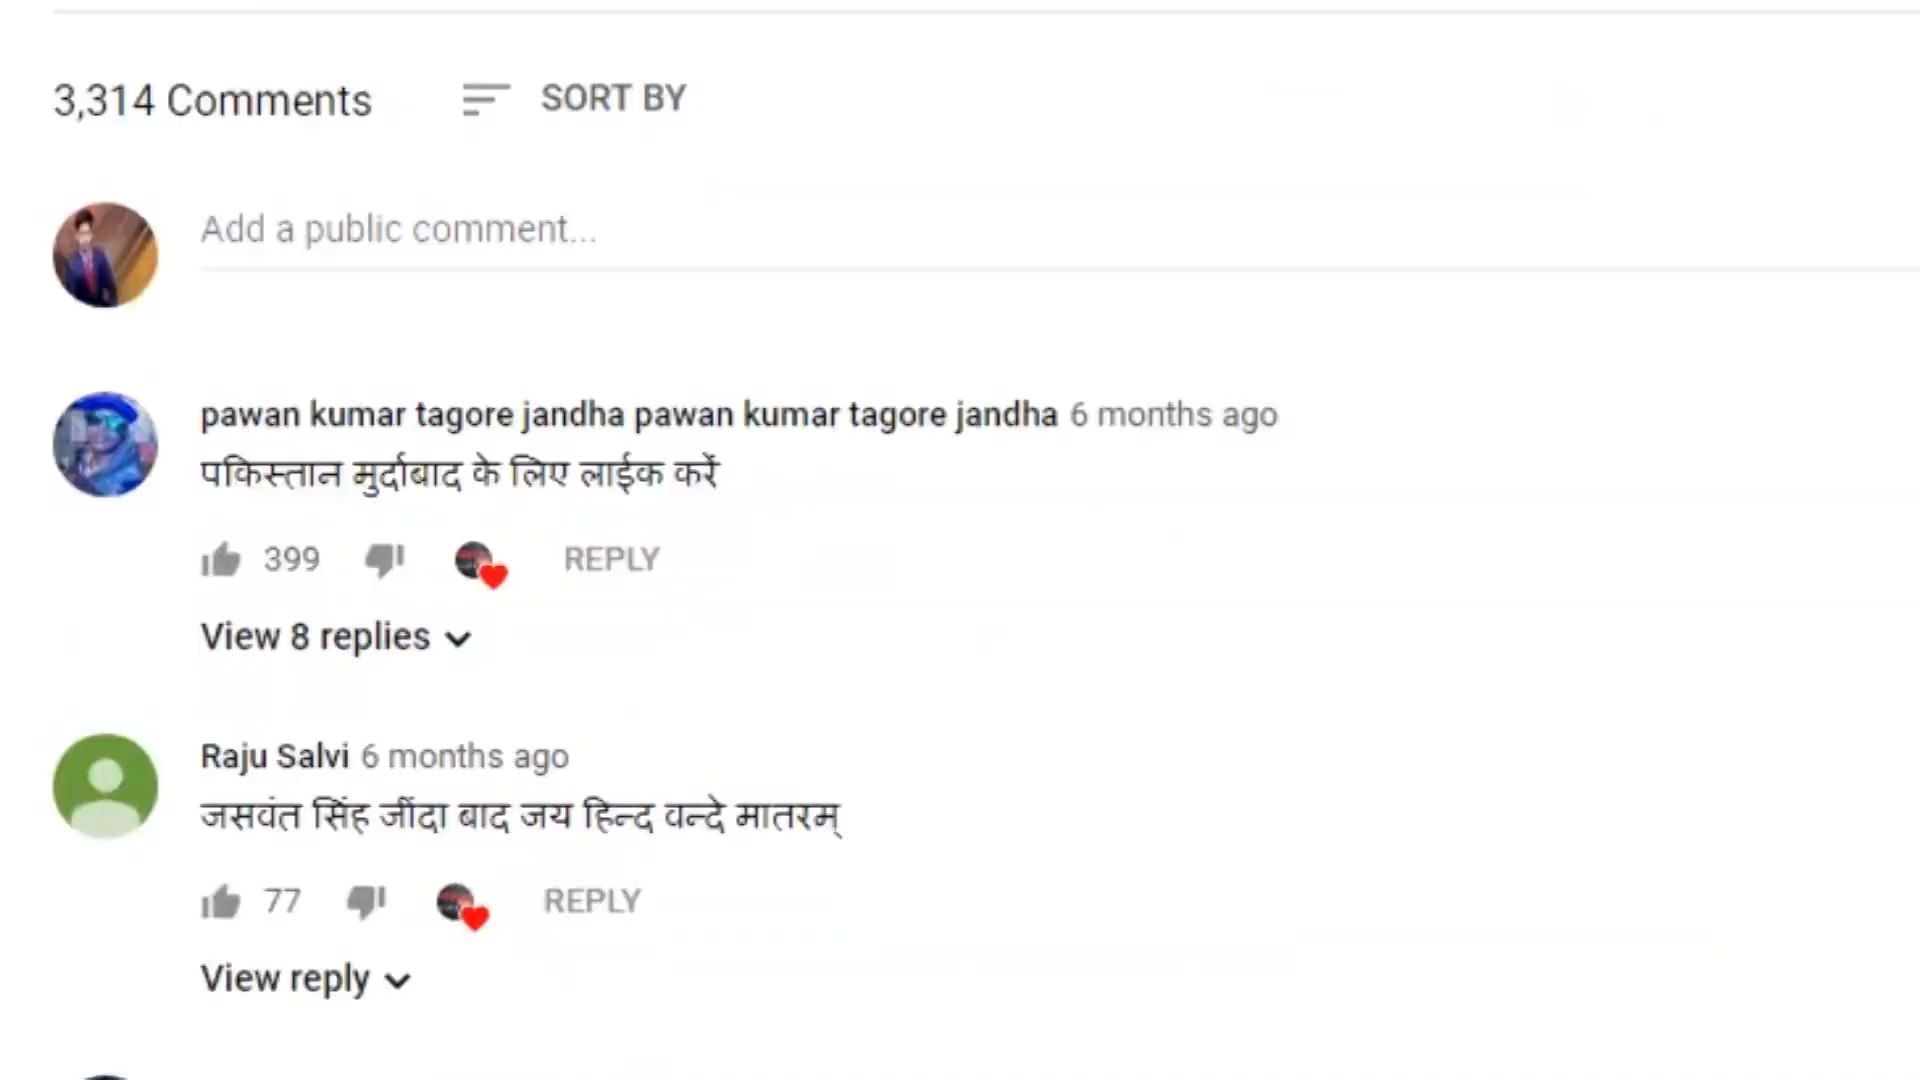 3,314 Comments SORT BY
Add a public comment...
pawan kumar tagore jandha pawan kumar tagore jandha 6 months ago
पकिस्तान मुर्दाबाद के लिए लाईक करें
399 REPLY
View 8 replies
Raju Salvi 6 months ago
जसवंत सिंह जींदा बाद जय हिन्द वन्दे मातरम्
77 REPLY
View reply